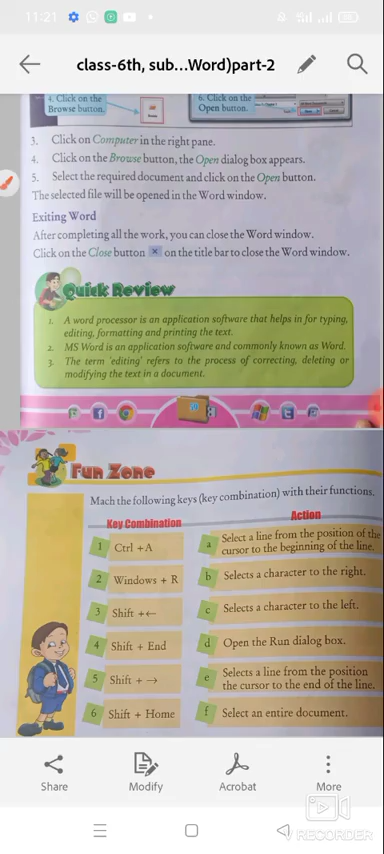 11:21
class-6th, sub...Word)part-2
4. Click on the
Browse button.
6. Click on the
Open button.
3. Click on Computer in the right pane.
4. Click on the Browse button, the Open dialog box appears.
5. Select the required document and click on the Open button.
The selected file will be opened in the Word window.
Exiting Word
After completing all the work, you can close the Word window.
Click on the Close button × on the title bar to close the Word window.
Quick Review
1. A word processor is an application software that helps in for typing,
editing, formatting and printing the text.
2. MS Word is an application software and commonly known as Word.
3. The term 'editing' refers to the process of correcting, deleting or
modifying the text in a document.
Fun Zone
Mach the following keys (key combination) with their functions.
Key Combination
Action
1 Ctrl + A
a Select a line from the position of the
cursor to the beginning of the line.
2 Windows + R
b Selects a character to the right.
3 Shift + ←
c Selects a character to the left.
4 Shift + End
d Open the Run dialog box.
5 Shift + →
e Selects a line from the position
the cursor to the end of the line.
6 Shift + Home
f Select an entire document.
Share
Modify
Acrobat
More
RECORDER